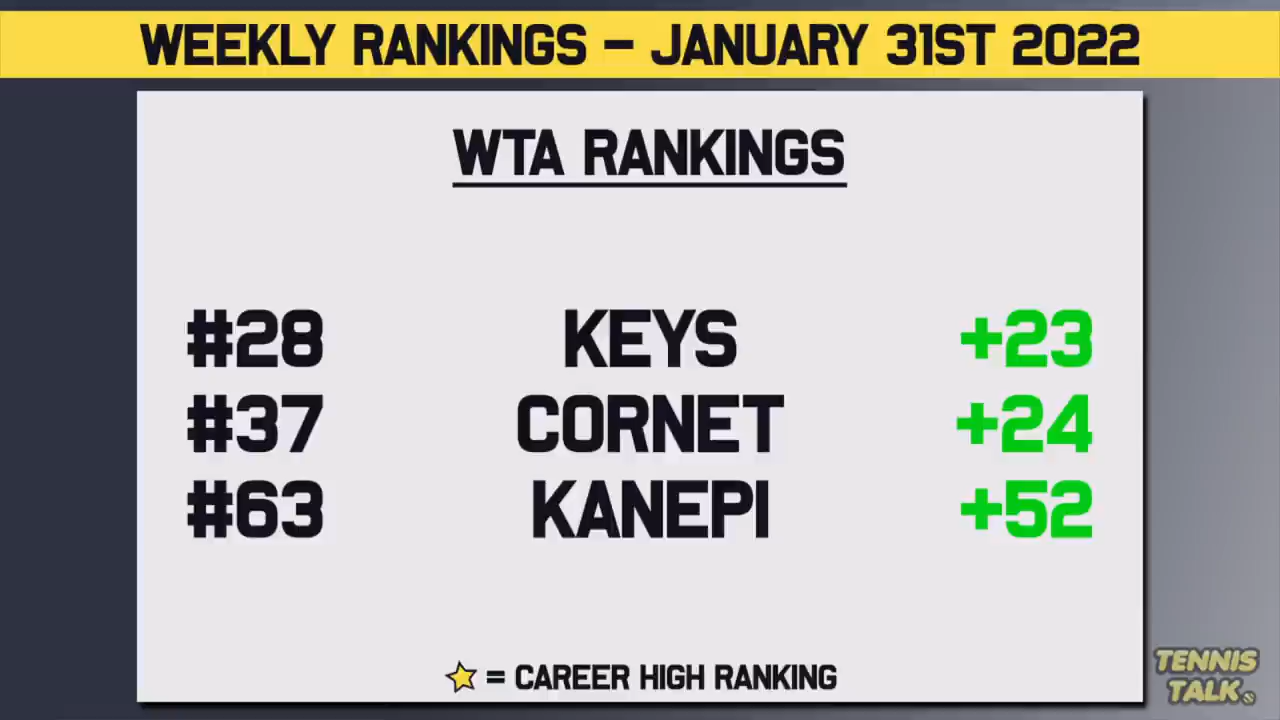 WEEKLY RANKINGS – JANUARY 31ST 2022
WTA RANKINGS
#28 KEYS +23
#37 CORNET +24
#63 KANEPI +52
= CAREER HIGH RANKING
TENNIS
TALK